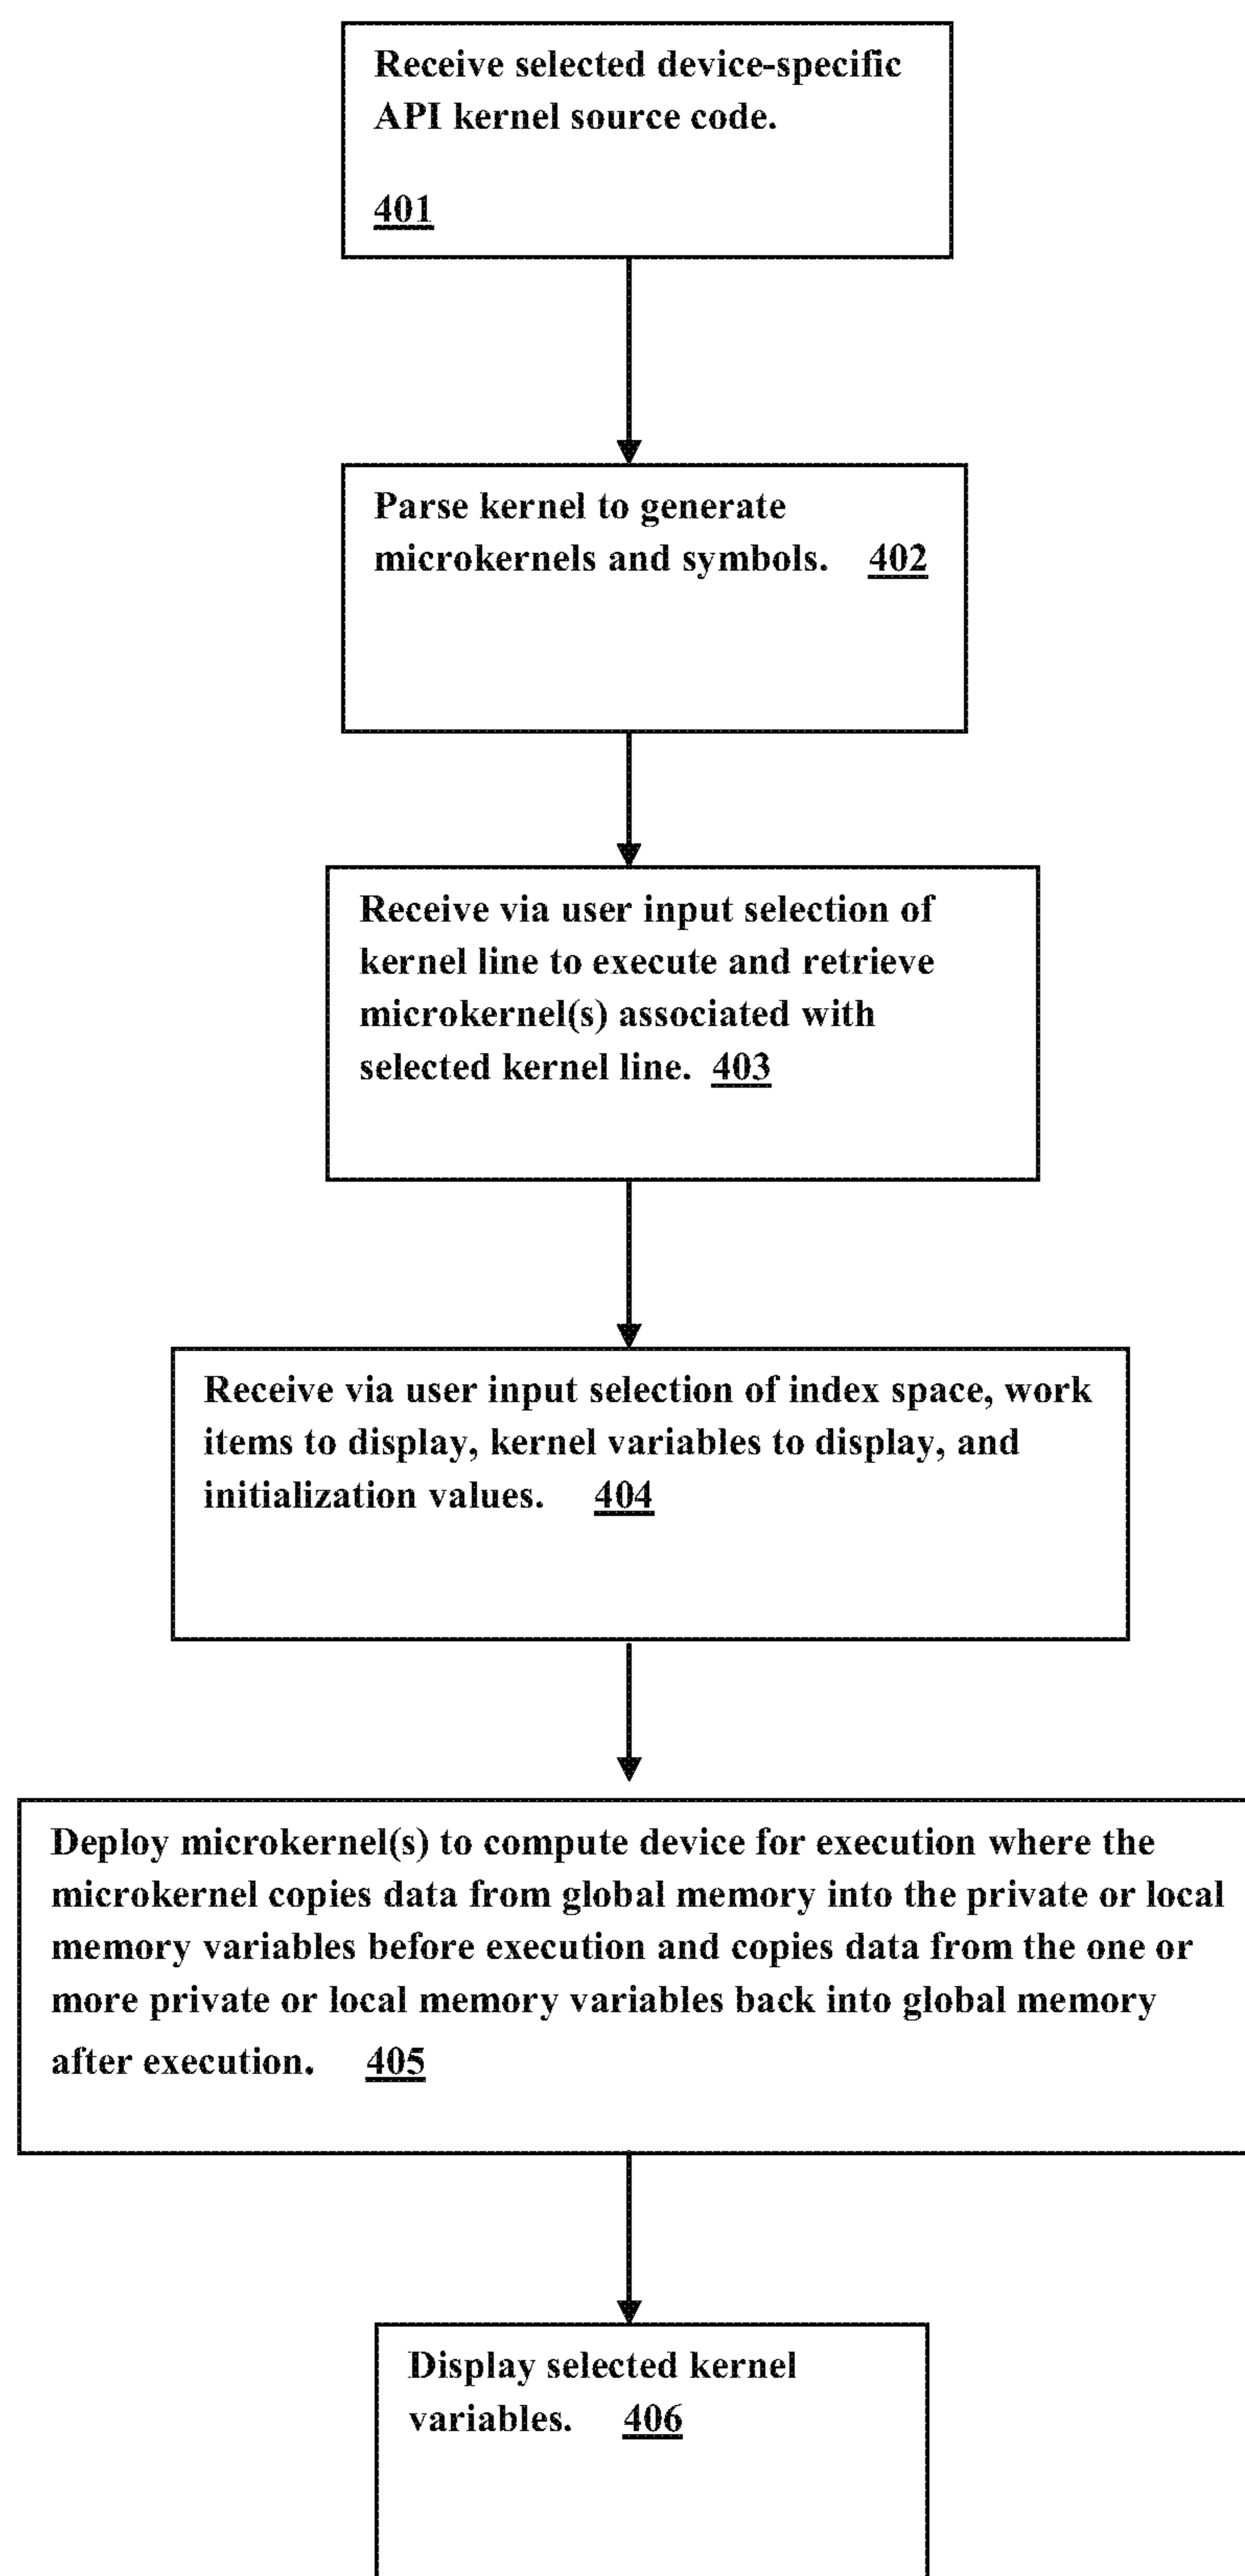 Receive selected device-specific
API kernel source code.
401
Parse kernel to generate
microkernels and symbols. 402
Receive via user input selection of
kernel line to execute and retrieve
microkernel(s) associated with
selected kernel line. 403
Receive via user input selection of index space, work
items to display, kernel variables to display, and
initialization values. 404
Deploy microkernel(s) to compute device for execution where the
microkernel copies data from global memory into the private or local
memory variables before execution and copies data from the one or
more private or local memory variables back into global memory
after execution. 405
Display selected kernel
variables. 406